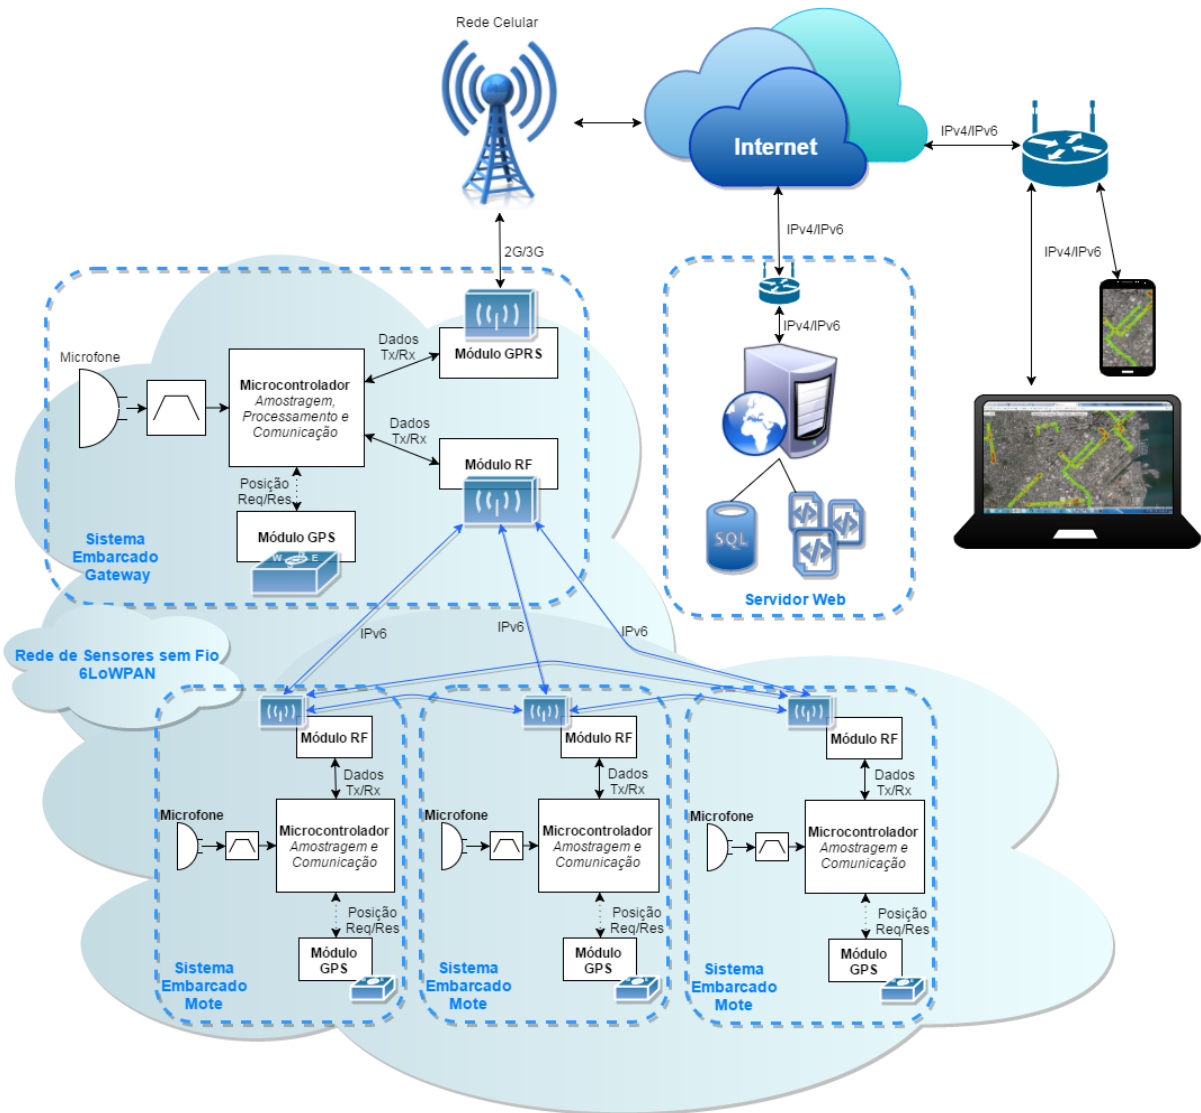 Rede Celular
Internet
IPv4/IPv6
IPv4/IPv6
2G/3G
IPv4/IPv6
IPv4/IPv6
Microfone
Dados
Tx/Rx
Módulo GPRS
Microcontrolador
Amostragem,
Processamento e
Comunicação
Dados
Tx/Rx
Módulo RF
Posição
Req/Res
Módulo GPS
W E
Sistema
Embarcado
Gateway
SQL
Servidor Web
IPv6
IPv6
IPv6
Rede de Sensores sem Fio
6LoWPAN
Módulo RF
Dados
Tx/Rx
Microfone
Microcontrolador
Amostragem e
Comunicação
Posição
Req/Res
Módulo
GPS
Sistema
Embarcado
Mote
Módulo RF
Dados
Tx/Rx
Microfone
Microcontrolador
Amostragem e
Comunicação
Posição
Req/Res
Módulo
GPS
Sistema
Embarcado
Mote
Módulo RF
Dados
Tx/Rx
Microfone
Microcontrolador
Amostragem e
Comunicação
Posição
Req/Res
Módulo
GPS
Sistema
Embarcado
Mote